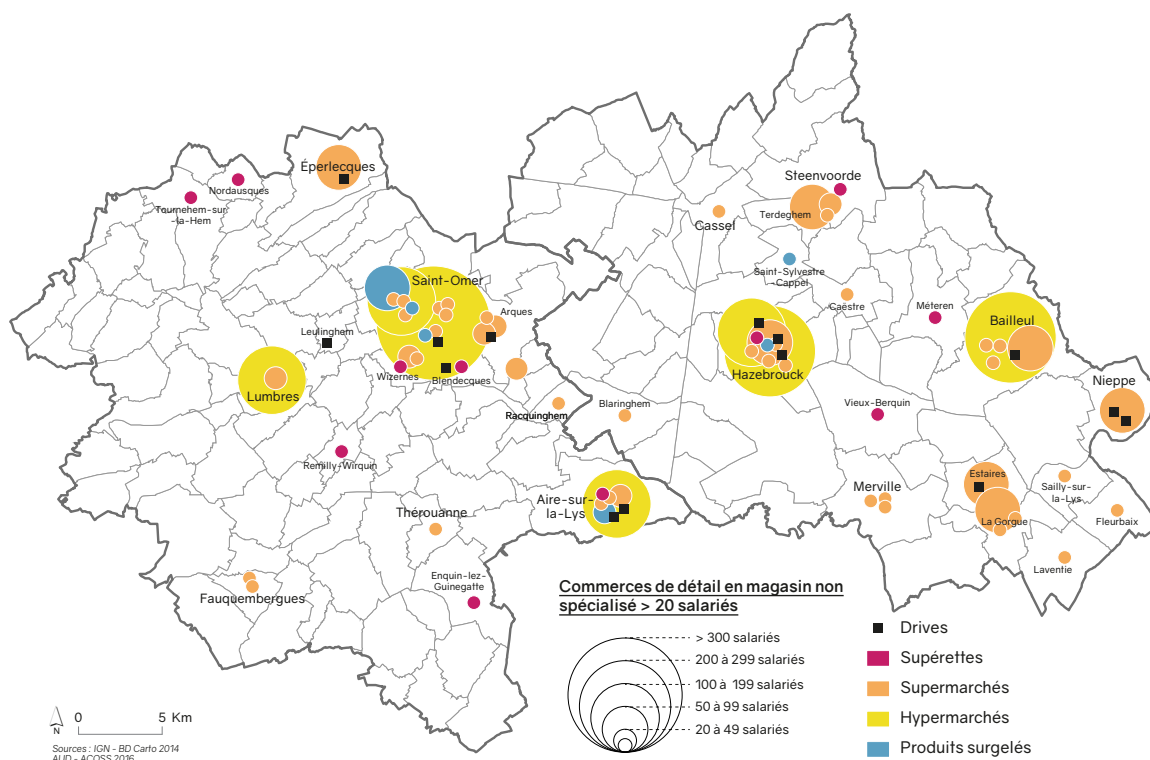 Éperlecques
Nordausques
Tournehem-sur
-la-Hem
Steenvoorde
Terdeghem
Cassel
Saint-Sylvestre
-Cappel
Caëstre
Saint-Omer
Arques
Leulinghem
Méteren
Bailleul
Wizernes
Blendecques
Hazebrouck
Lumbres
Nieppe
Racquinghem
Blaringhem
Vieux-Berquin
Remilly-Wirquin
Estaires
Merville
Sailly-sur-
la-Lys
Aire-sur-
la-Lys
Thérouanne
La Gorgue
Fleurbaix
Laventie
Enquin-lez-
Guinegatte
Fauquembergues
Commerces de détail en magasin non
spécialisé > 20 salariés
> 300 salariés
200 à 299 salariés
100 à 199 salariés
50 à 99 salariés
20 à 49 salariés
Drives
Supérettes
Supermarchés
Hypermarchés
Produits surgelés
N
0 5 Km
Sources : IGN - BD Carto 2014
AUD - ACOSS 2016